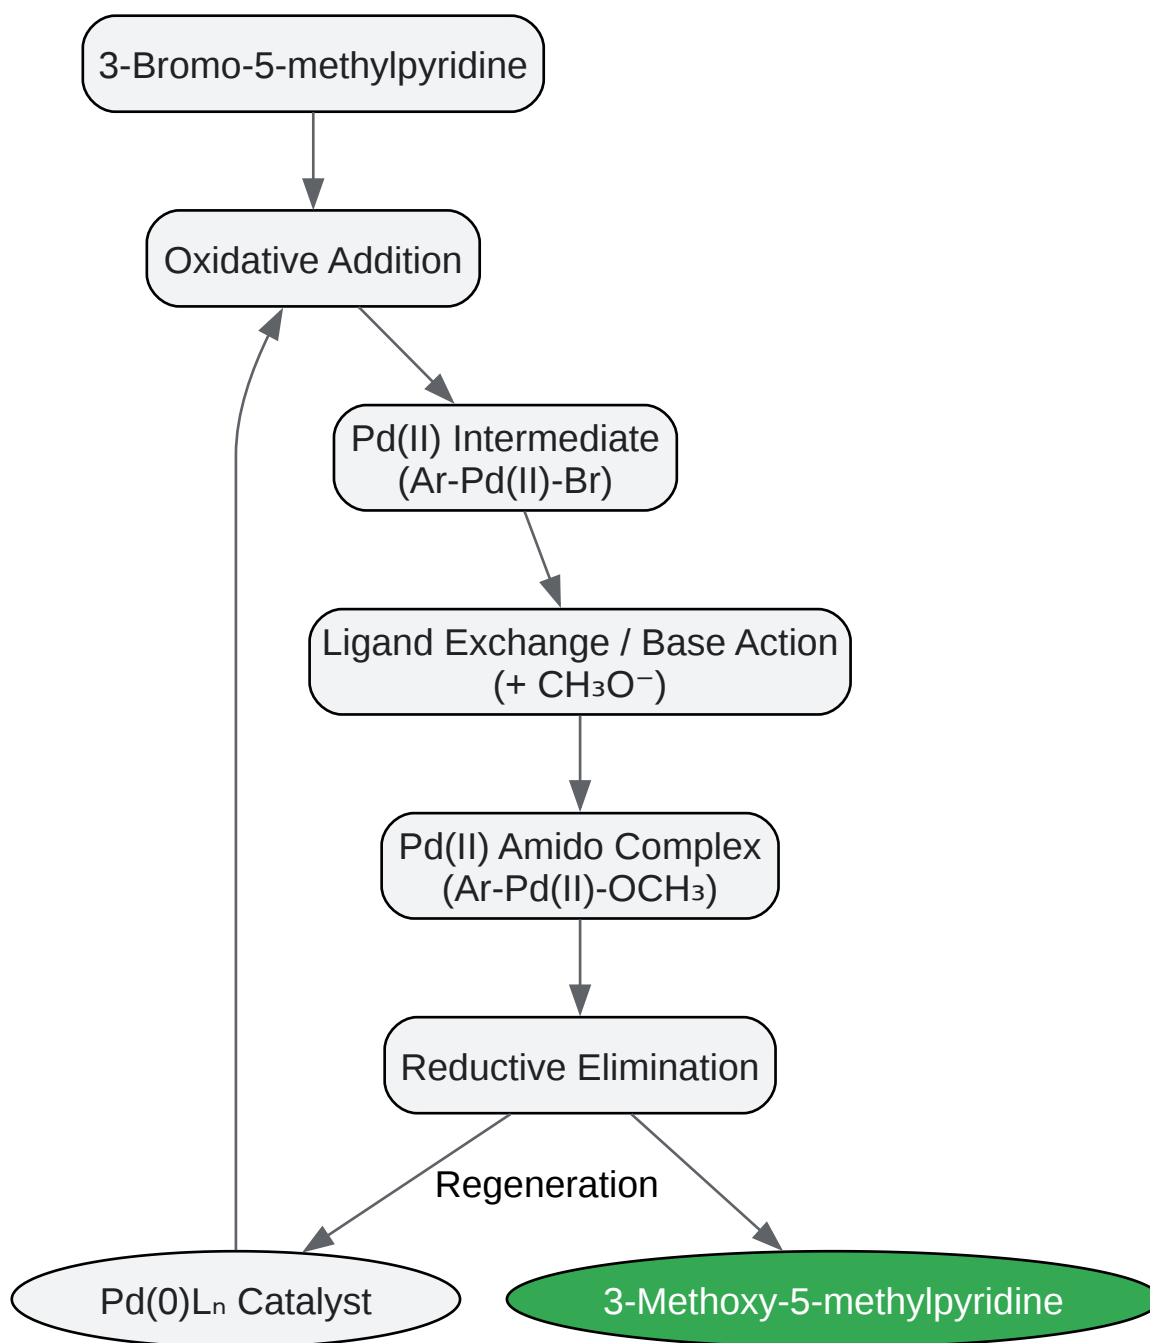 3-Bromo-5-methylpyridine
Oxidative Addition
Pd(II) Intermediate
(Ar-Pd(II)-Br)
Ligand Exchange / Base Action
(+ CH₃O⁻)
Pd(II) Amido Complex
(Ar-Pd(II)-OCH₃)
Reductive Elimination
Regeneration
Pd(0)Lₙ Catalyst
3-Methoxy-5-methylpyridine